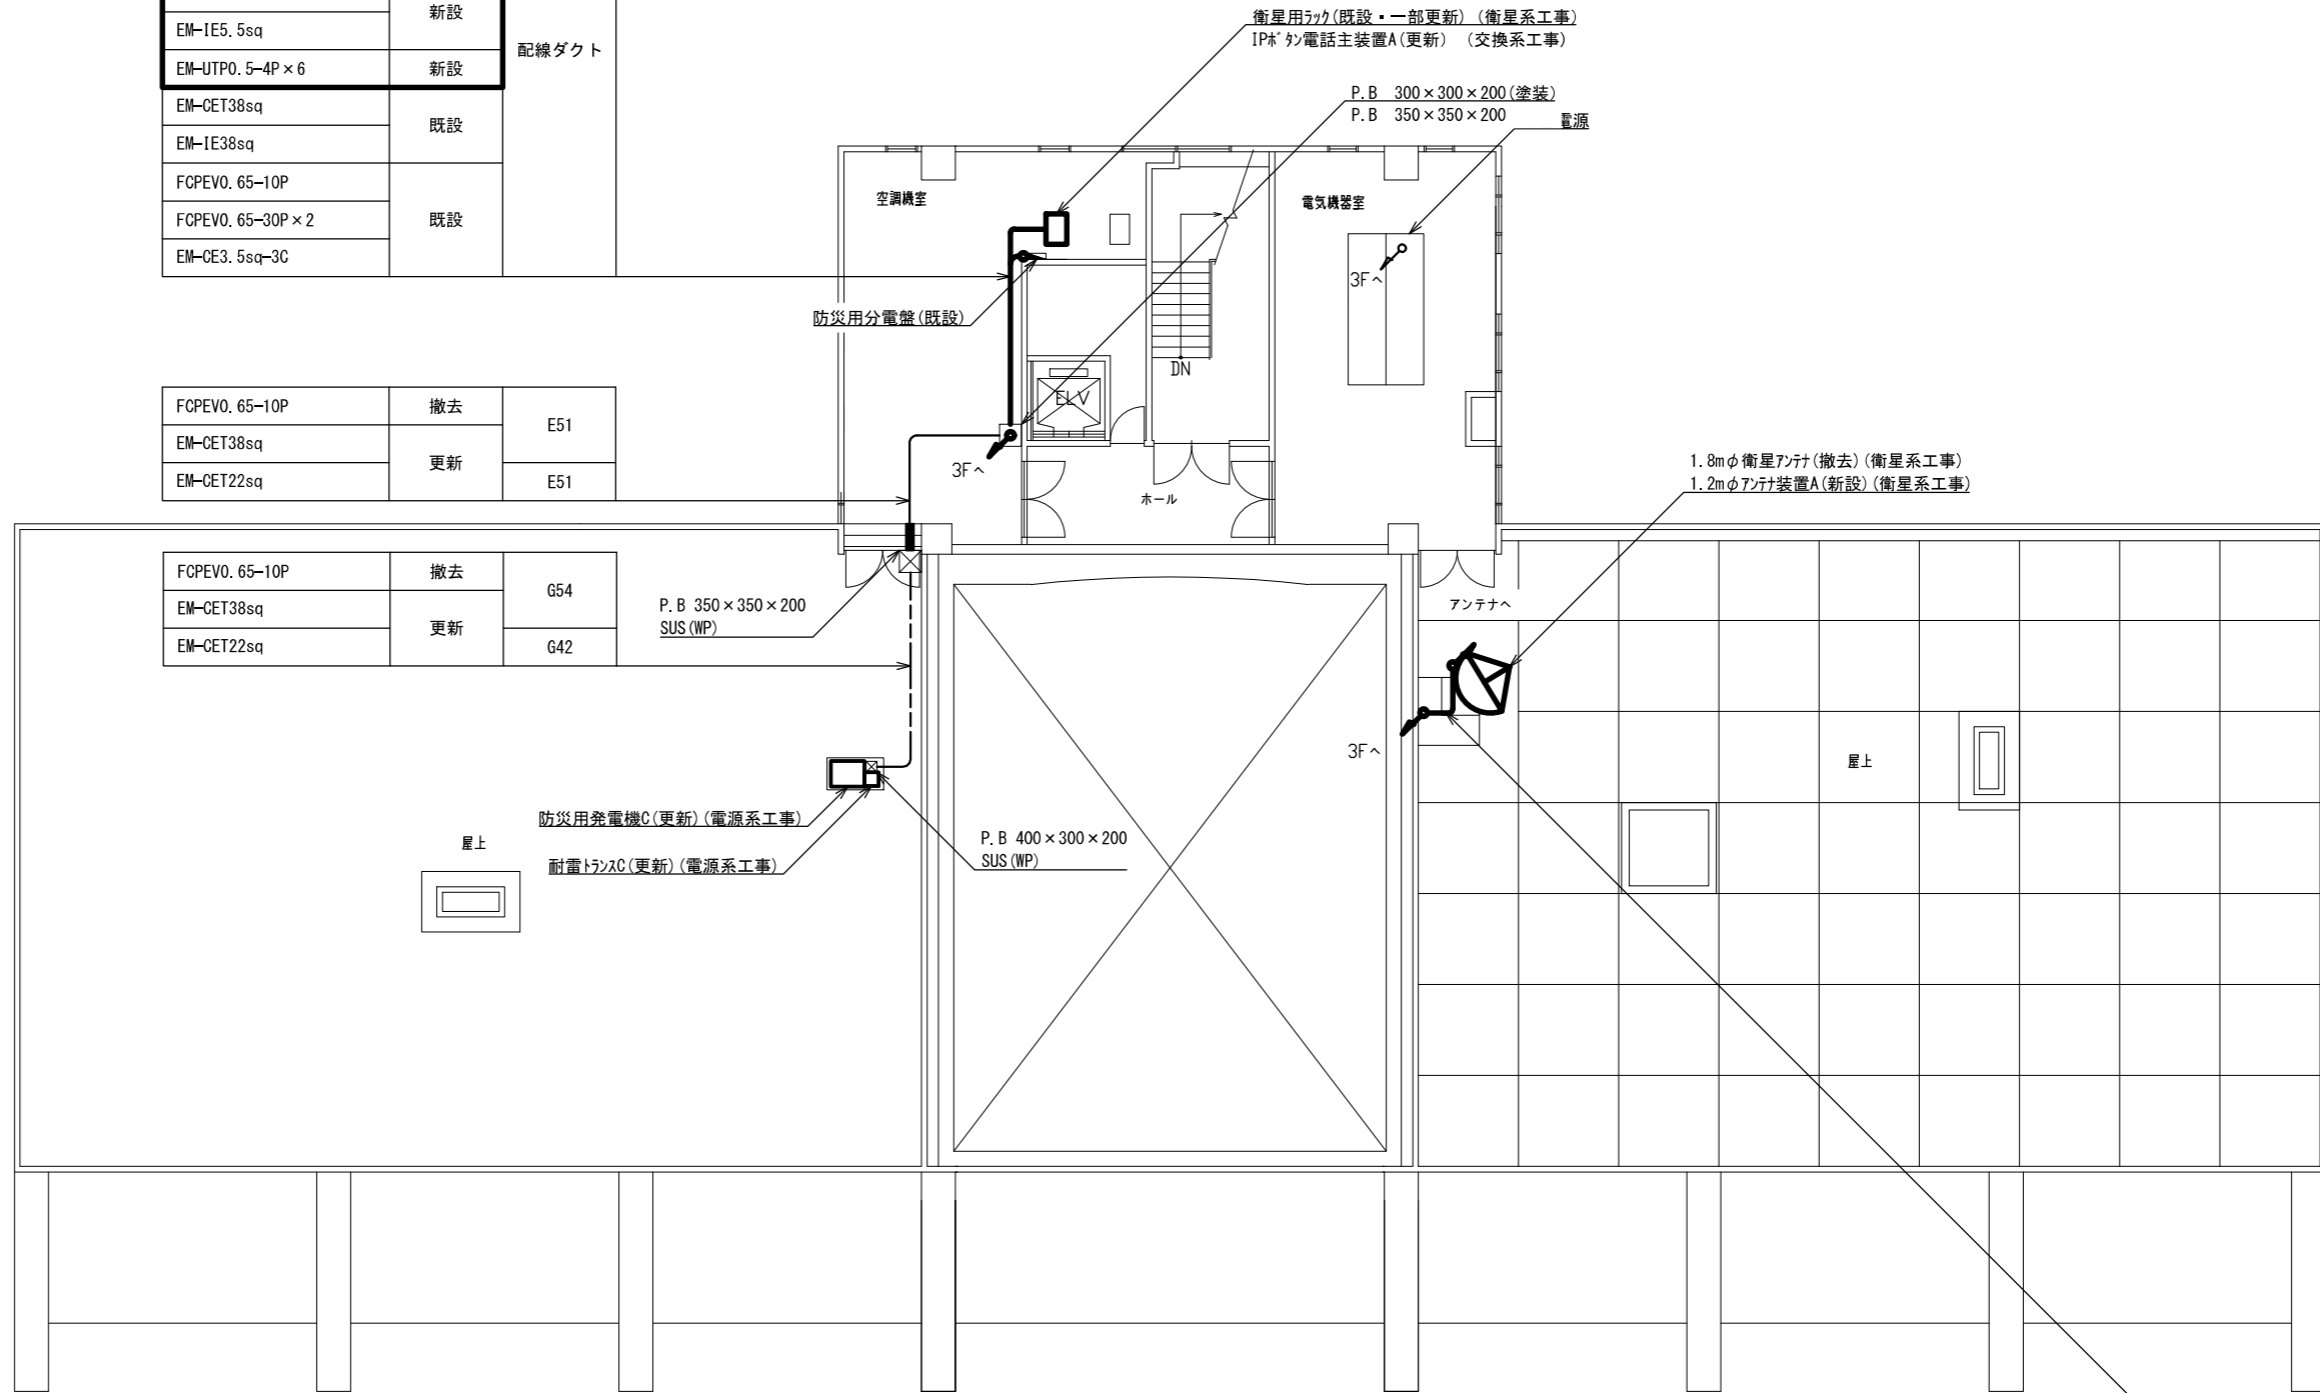 新設
EM-IE5.5sq
配線ダクト
EM-UTP0.5-4P×6 新設
EM-CET38sq
既設
EM-IE38sq
FCPEV0.65-10P
FCPEV0.65-30P×2 既設
EM-CE3.5sq-3C
衛星用ﾗｯｸ(既設・一部更新) (衛星系工事)
IPﾎﾞﾀﾝ電話主装置A(更新) (交換系工事)
P.B 300×300×200(塗装)
P.B 350×350×200
電源
空調機室
電気機器室
3Fへ
防災用分電盤(既設)
DN
ELV
FCPEV0.65-10P 撤去
E51
EM-CET38sq
更新
EM-CET22sq E51
3Fへ
ホール
1.8mφ衛星ｱﾝﾃﾅ(撤去)(衛星系工事)
1.2mφｱﾝﾃﾅ装置A(新設)(衛星系工事)
FCPEV0.65-10P 撤去
G54
EM-CET38sq
更新
EM-CET22sq G42
P.B 350×350×200
SUS(WP)
アンテナへ
3Fへ
屋上
防災用発電機C(更新)(電源系工事)
耐雷ﾄﾗﾝｽC(更新)(電源系工事)
P.B 400×300×200
SUS(WP)
屋上